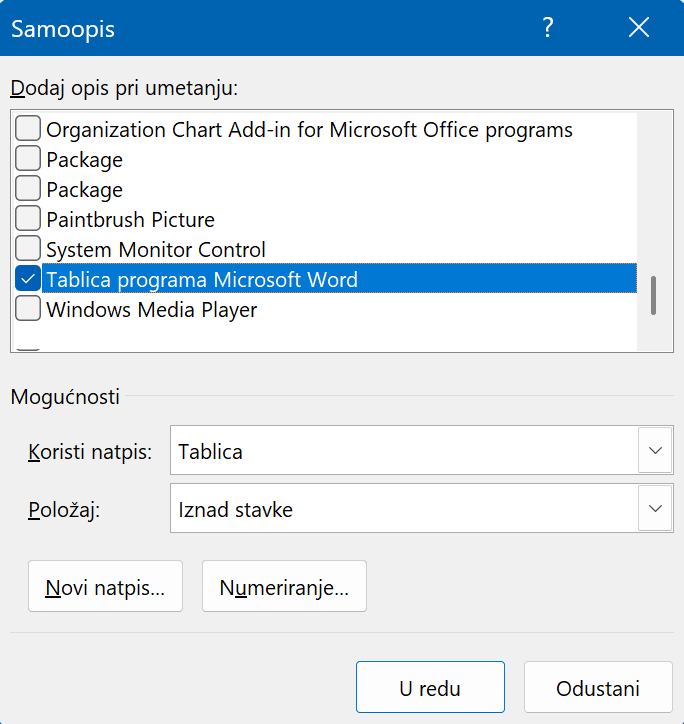 Samoopis ?
Dodaj opis pri umetanju:
Organization Chart Add-in for Microsoft Office programs
Package
Package
Paintbrush Picture
System Monitor Control
Tablica programa Microsoft Word
Windows Media Player
Mogućnosti
Koristi natpis: Tablica
Položaj: Iznad stavke
Novi natpis... Numeriranje...
U redu Odustani